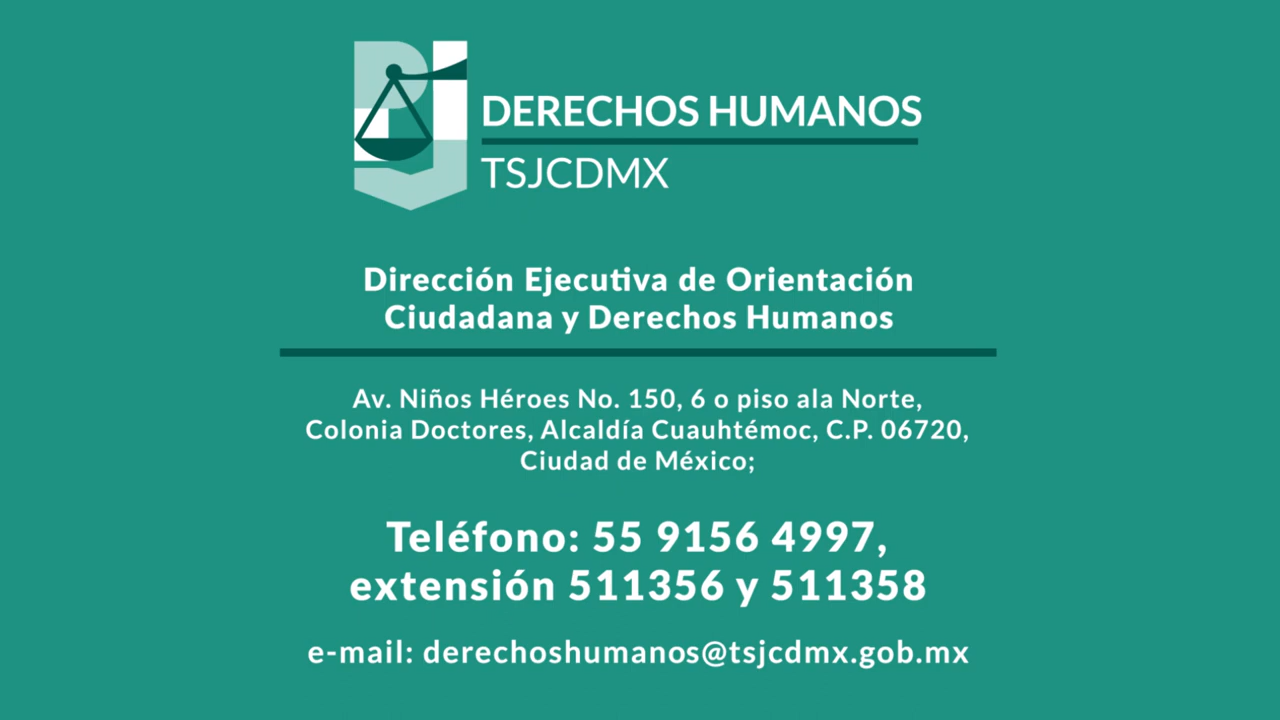 DERECHOS HUMANOS
TSJCDMX
Dirección Ejecutiva de Orientación
Ciudadana y Derechos Humanos
Av. Niños Héroes No. 150, 6 o piso ala Norte,
Colonia Doctores, Alcaldía Cuauhtémoc, C.P. 06720,
Ciudad de México;
Teléfono: 55 9156 4997,
extensión 511356 y 511358
e-mail: derechoshumanos@tsjcdmx.gob.mx